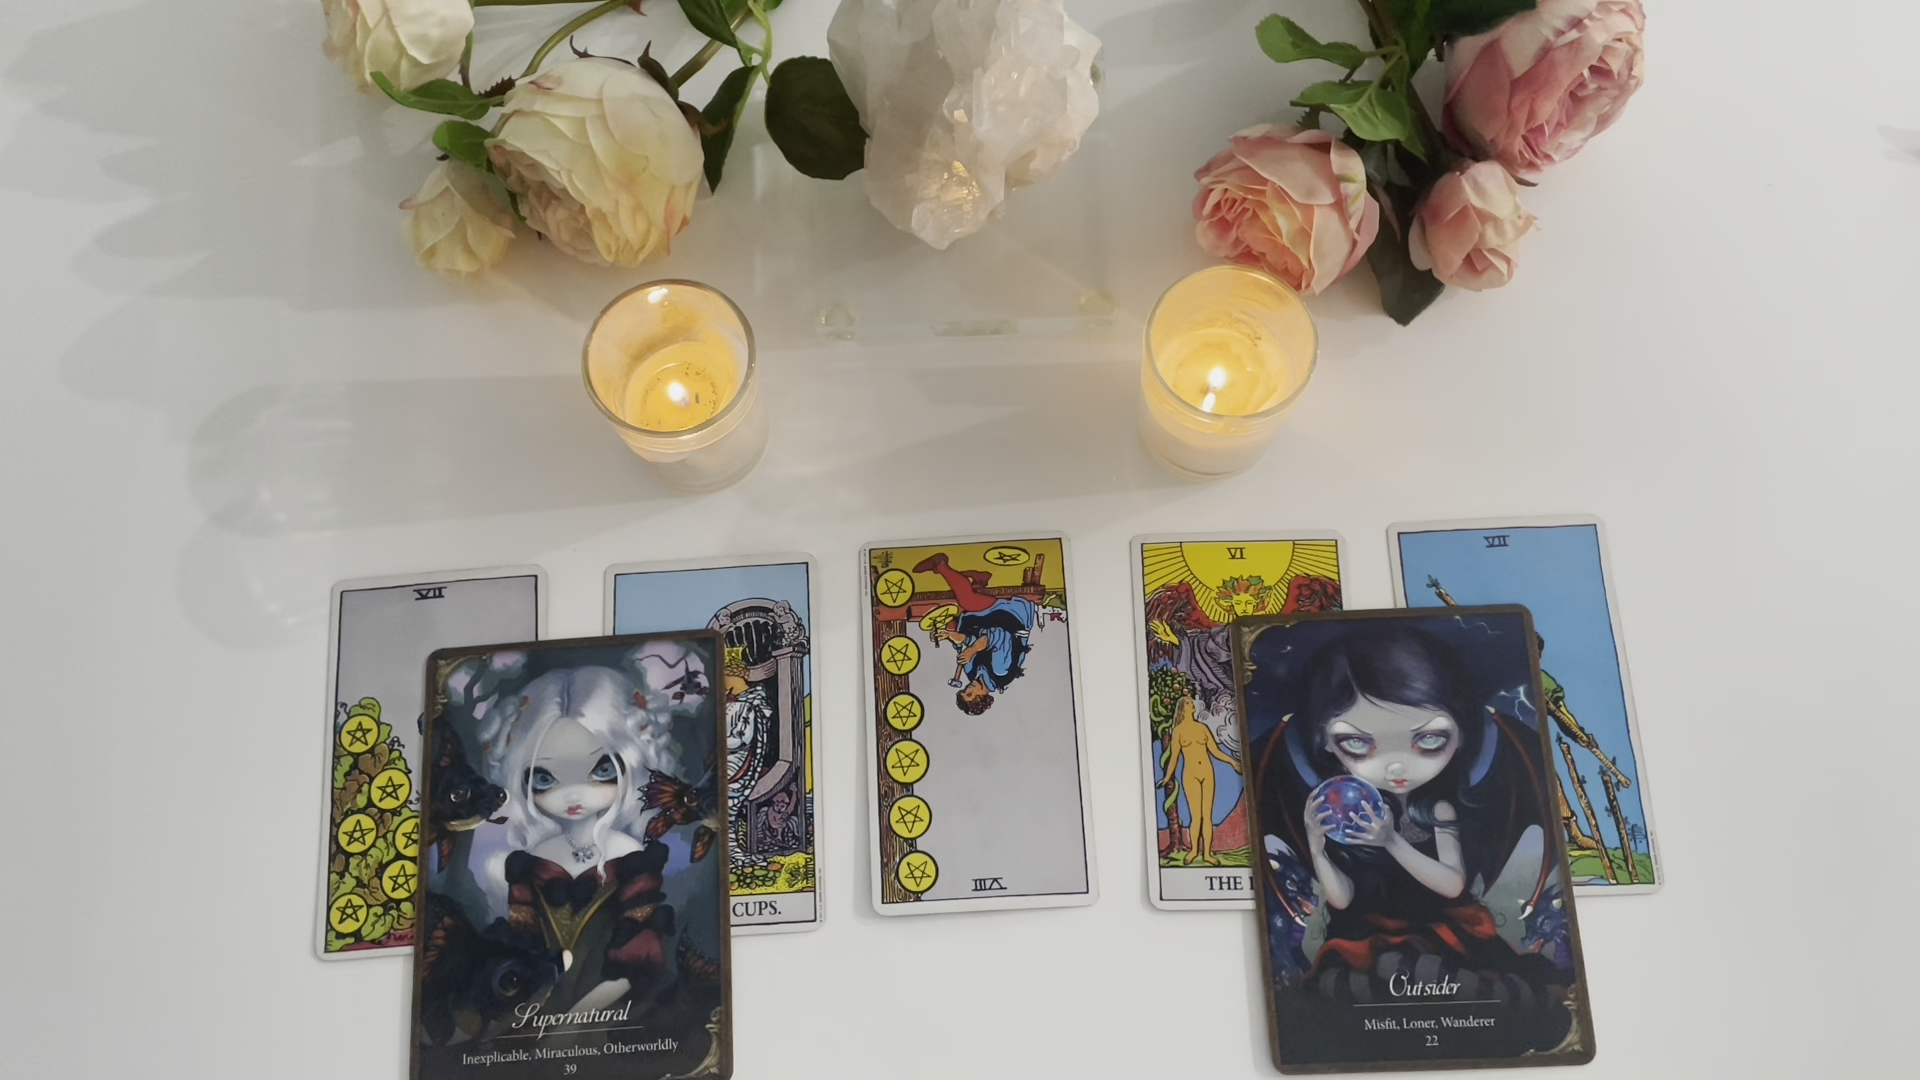 VII
VI
VII
CUPS.
VIII
THE
Supernatural
Inexplicable, Miraculous, Otherworldly
39
Outsider
Misfit, Loner, Wanderer
22